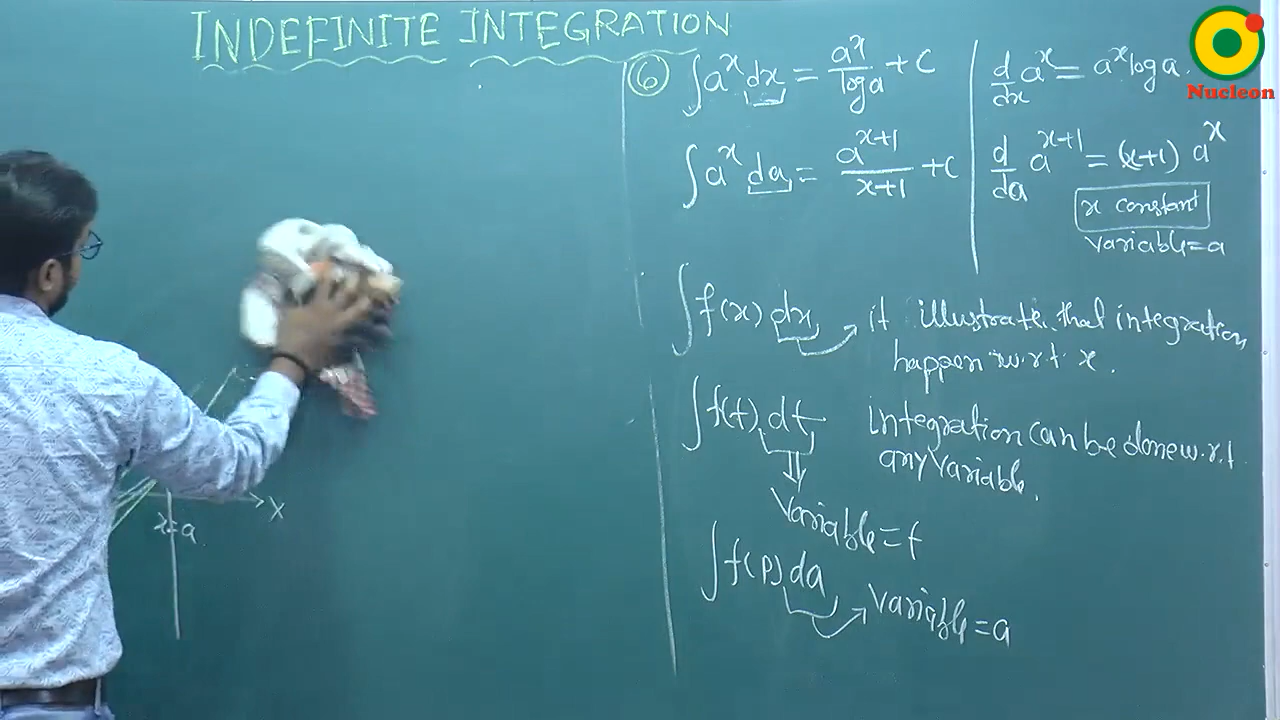 INDEFINITE INTEGRATION
Nucleon
⑥ ∫aˣ dx = aˣ/log a + C
d/dx aˣ = aˣ log a.
∫aˣ da = aˣ⁺¹/x+1 + C
d/da aˣ⁺¹ = (x+1) aˣ
x constant
Variable = a
∫f(x) dx → it illustrate that integration
happen w.r.t. x.
∫f(t) dt integration can be done w.r.t.
any variable.
⇓
Variable = t
∫f(p) da → Variable = a
X
x = a